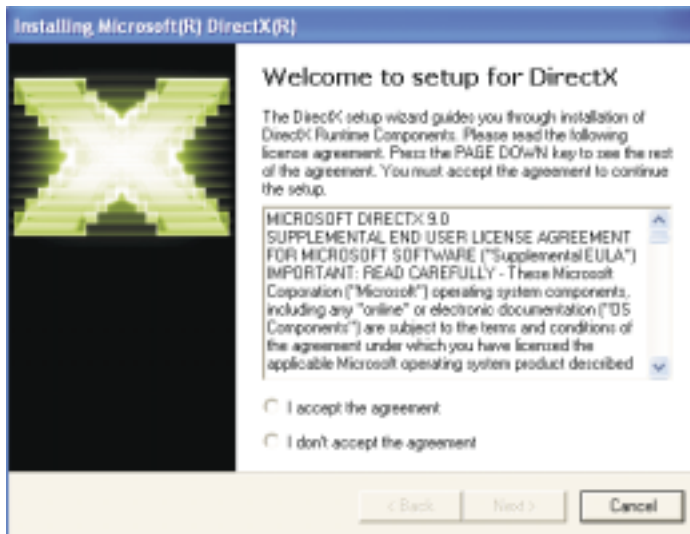 Installing Microsoft(R) DirectX(R)
Welcome to setup for DirectX
The DirectX setup wizard guides you through installation of
DirectX Runtime Components. Please read the following
license agreement. Press the PAGE DOWN key to see the rest
of the agreement. You must accept the agreement to continue
the setup.
MICROSOFT DIRECTX 9.0
SUPPLEMENTAL END USER LICENSE AGREEMENT
FOR MICROSOFT SOFTWARE ("Supplemental EULA")
IMPORTANT: READ CAREFULLY - These Microsoft
Corporation ("Microsoft") operating system components,
including any "online" or electronic documentation ("OS
Components") are subject to the terms and conditions of
the agreement under which you have licensed the
applicable Microsoft operating system product described
I accept the agreement
I don't accept the agreement
< Back Next > Cancel